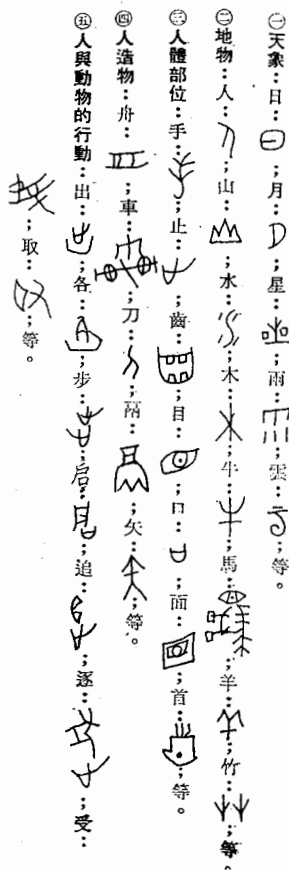 ㊀天象：日：；月：；星：；雨：；雲：；等。
㊁地物：人：；山：；水：；木：；牛：；馬：；羊：；竹：；等。
㊂人體部位：手：；止：；齒：；目：；口：；面：；首：；等。
㊃人造物：舟：；車：；刀：；鬲：；矢：；等。
㊄人與動物的行動：出：；各：；步：；启：；追：；逐：；受：
；取：；等。